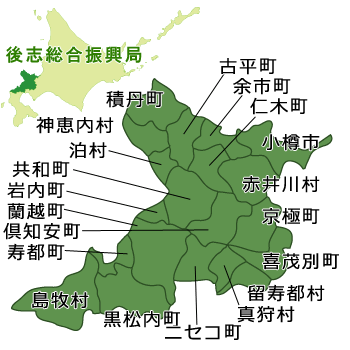 後志総合振興局
古平町
余市町
積丹町
仁木町
神恵内村
小樽市
泊村
共和町
赤井川村
岩内町
蘭越町
京極町
倶知安町
寿都町
喜茂別町
島牧村
留寿都村
黒松内町
真狩村
ニセコ町